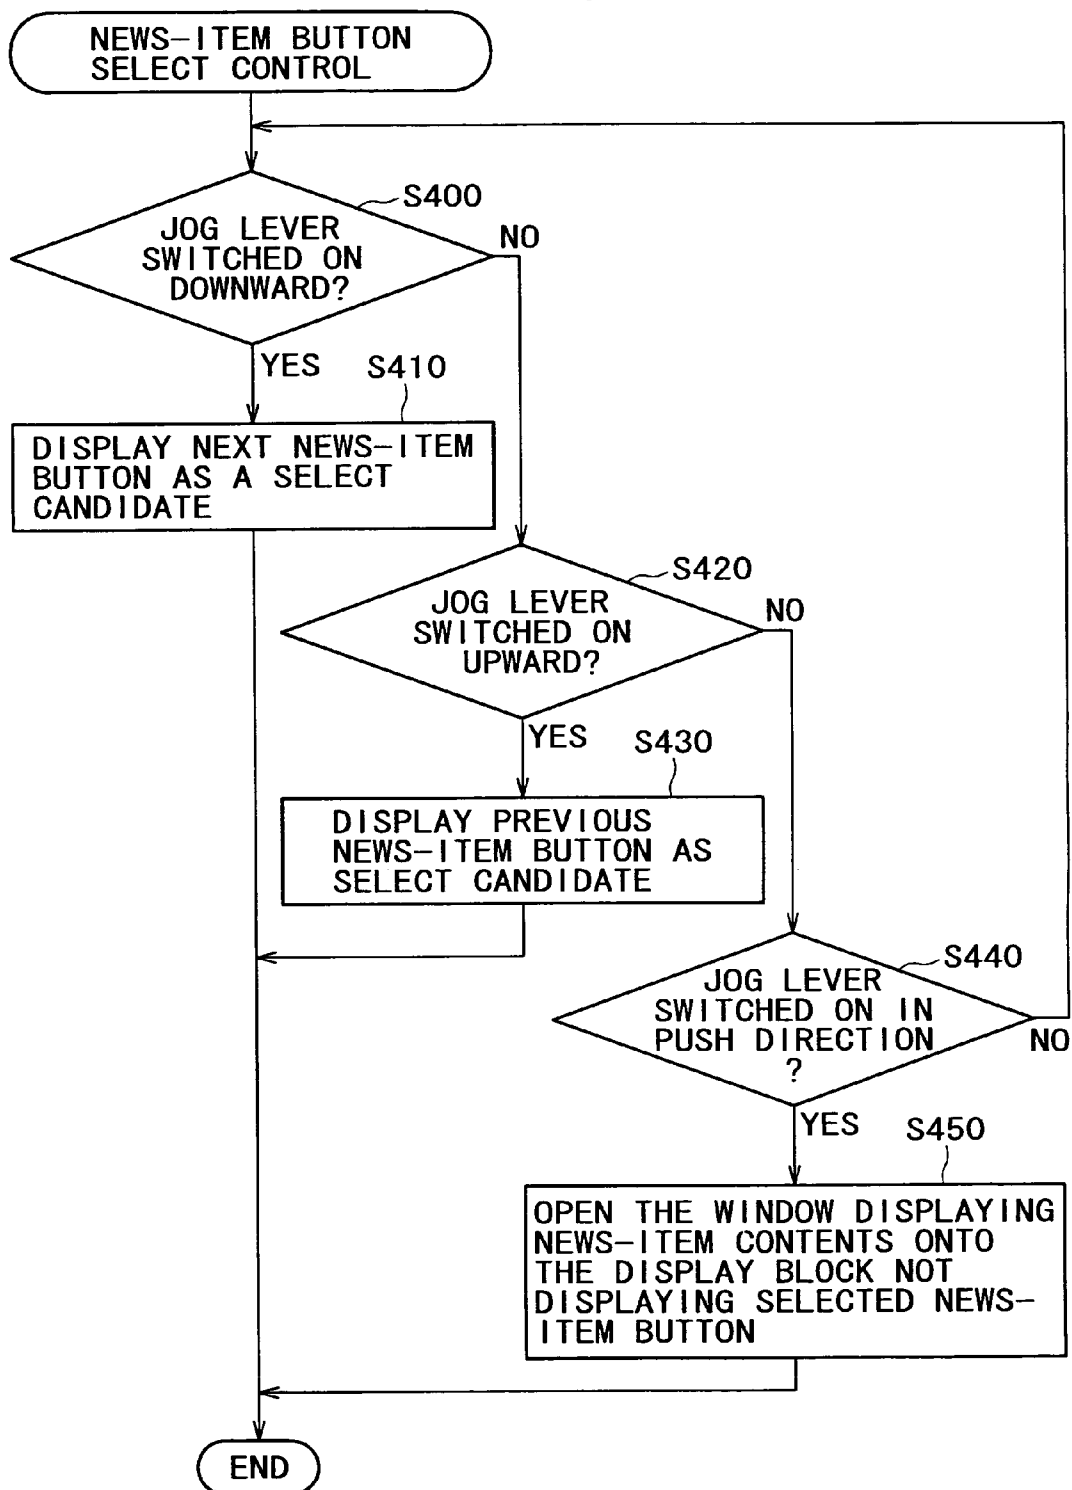 NEWS-ITEM BUTTON
SELECT CONTROL
S400
JOG LEVER
SWITCHED ON
DOWNWARD?
NO
YES
S410
DISPLAY NEXT NEWS-ITEM
BUTTON AS A SELECT
CANDIDATE
S420
JOG LEVER
SWITCHED ON
UPWARD?
NO
YES
S430
DISPLAY PREVIOUS
NEWS-ITEM BUTTON AS
SELECT CANDIDATE
S440
JOG LEVER
SWITCHED ON IN
PUSH DIRECTION
?
NO
YES
S450
OPEN THE WINDOW DISPLAYING
NEWS-ITEM CONTENTS ONTO
THE DISPLAY BLOCK NOT
DISPLAYING SELECTED NEWS-
ITEM BUTTON
END